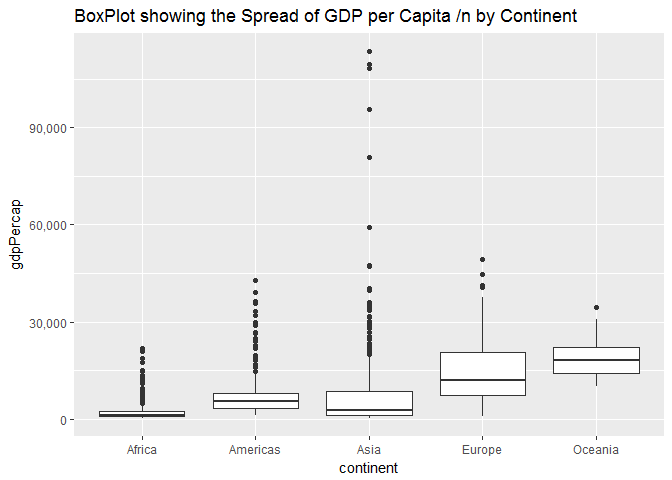 BoxPlot showing the Spread of GDP per Capita /n by Continent
90,000
60,000
30,000
0
gdpPercap
Africa
Americas
Asia
Europe
Oceania
continent